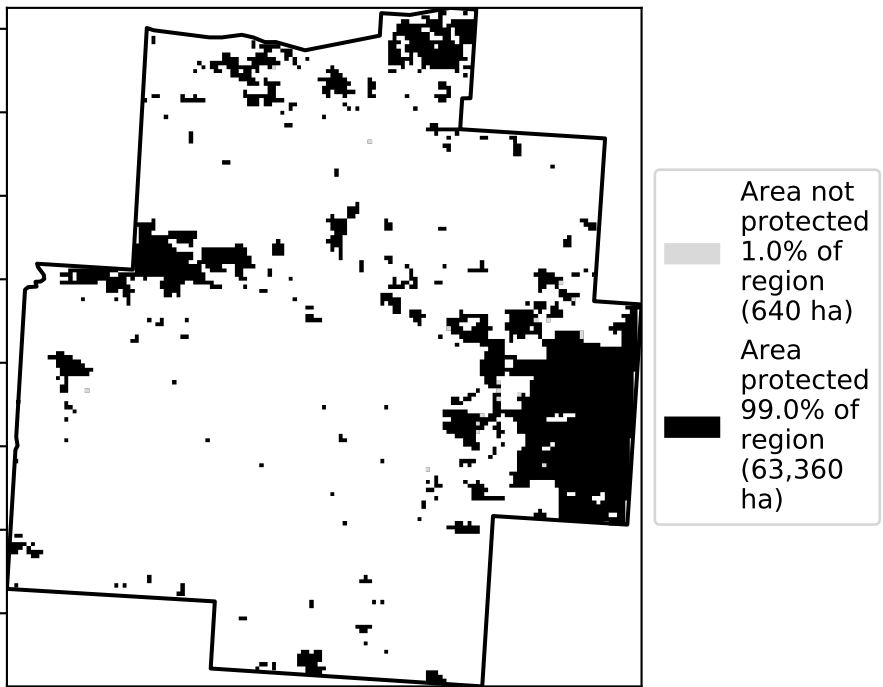 Area not
protected
1.0% of
region
(640 ha)
Area
protected
99.0% of
region
(63,360
ha)